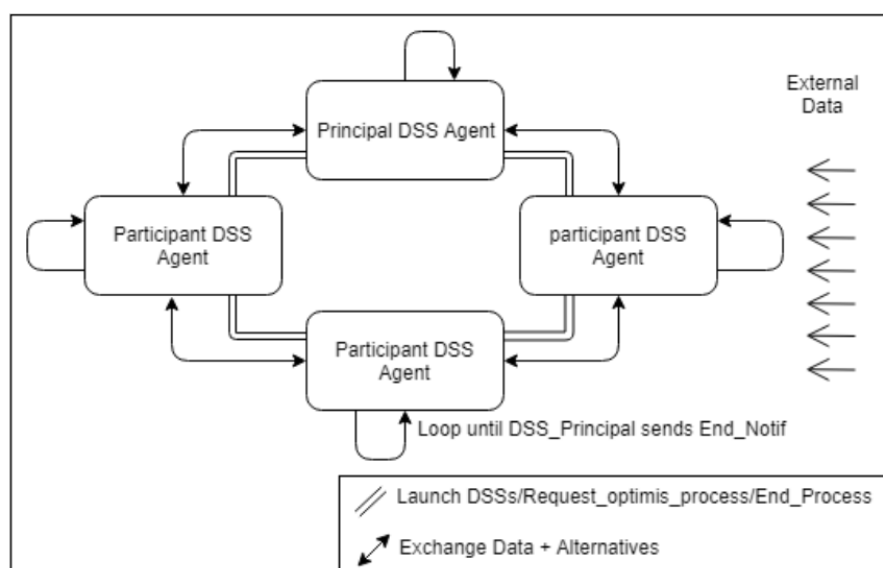 External
Data
Principal DSS Agent
Participant DSS
Agent
participant DSS
Agent
Participant DSS
Agent
Loop until DSS_Principal sends End_Notif
Launch DSSs/Request_optimis_process/End_Process
Exchange Data + Alternatives